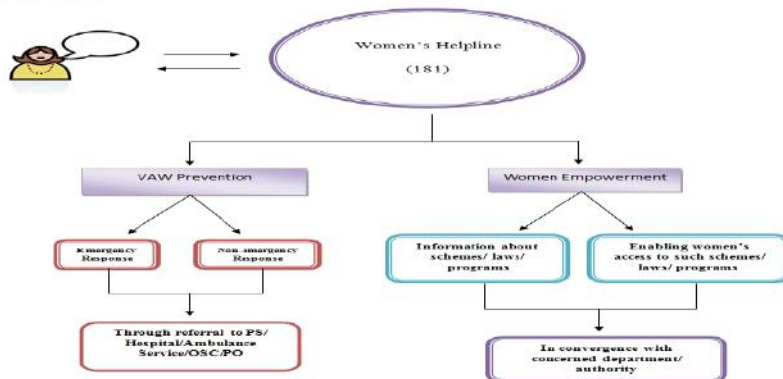 Women's Helpline
(181)
VAW Prevention
Women Empowerment
Emergency
Response
Non-emergency
Response
Information about
schemes/ laws/
programs
Enabling women's
access to such schemes/
laws/ programs
Through referral to PS/
Hospital/Ambulance
Service/OSC/PO
In convergence with
concerned department/
authority